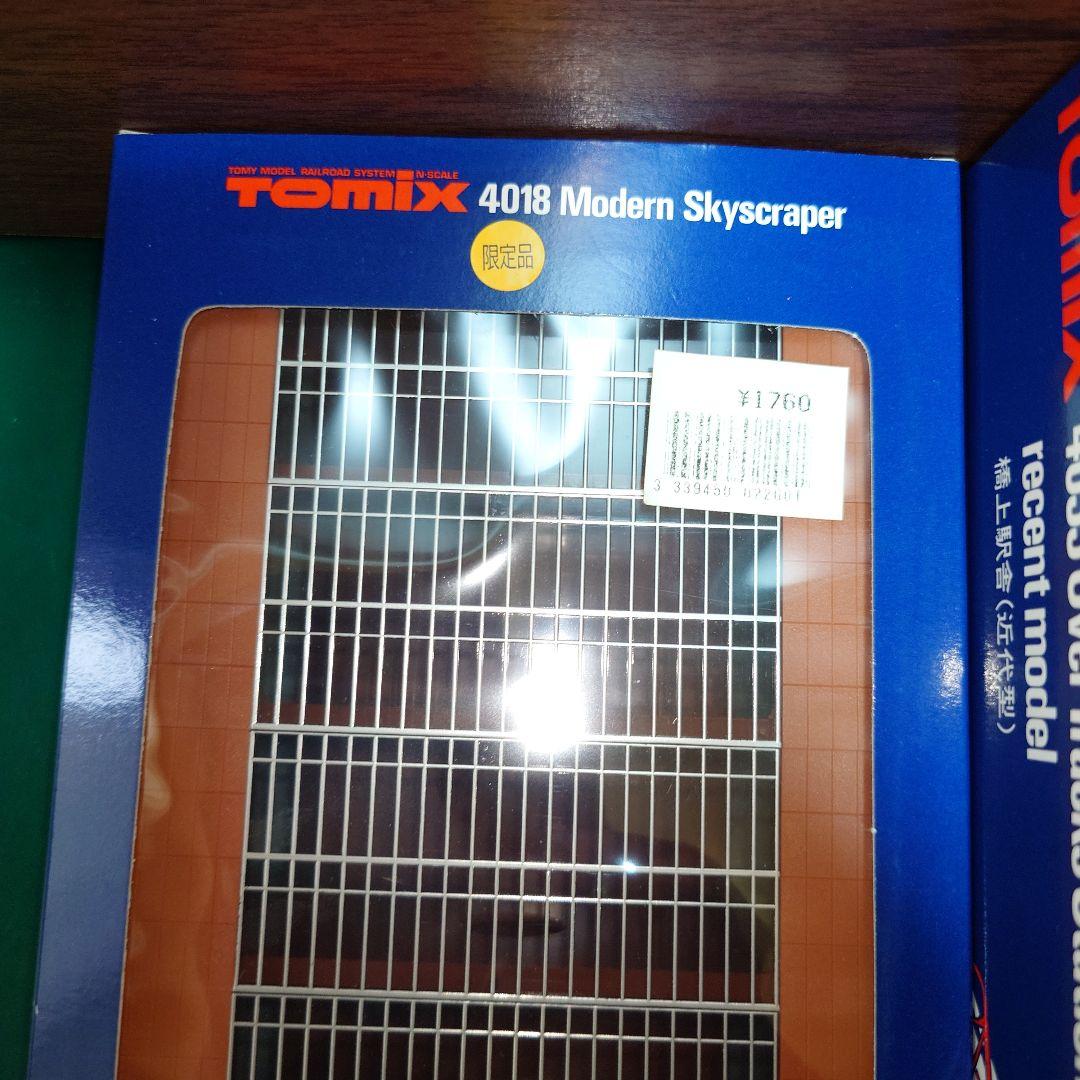 TOMY MODEL RAILROAD SYSTEM N·SCALE
TOMIX 4018 Modern Skyscraper
限定品
¥1760
TOMIX
recent model
橋上駅舎(近代型)